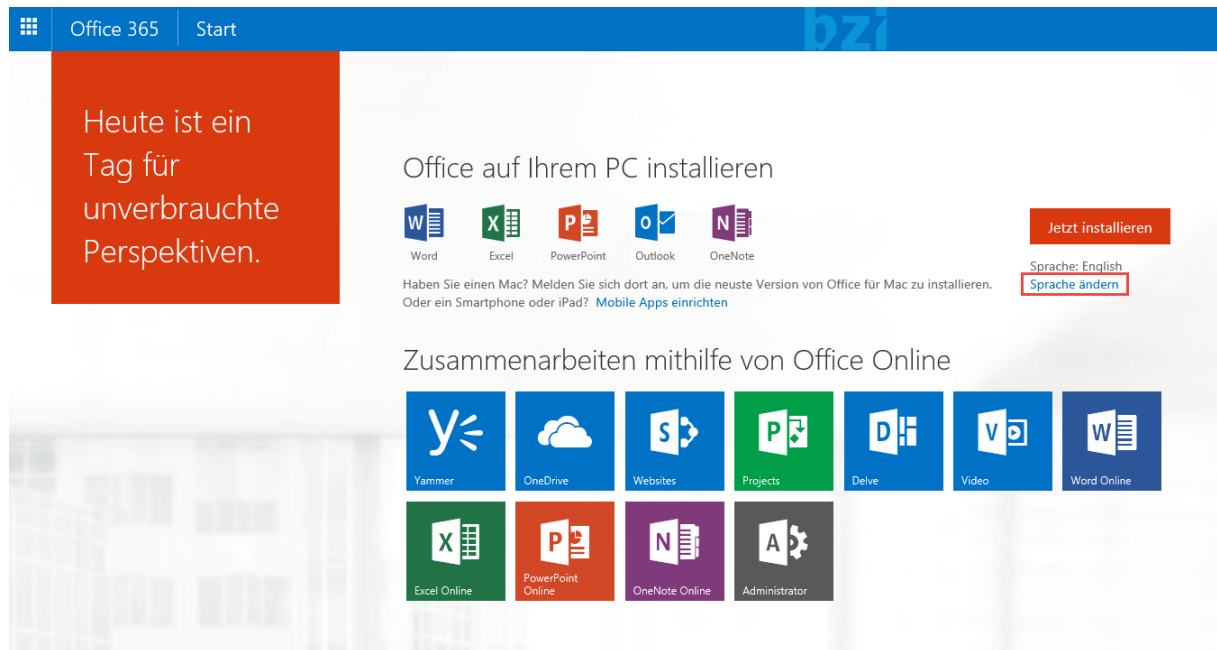 Office 365 Start
bzi
Heute ist ein
Tag für
unverbrauchte
Perspektiven.
Office auf Ihrem PC installieren
Word Excel PowerPoint Outlook OneNote
Haben Sie einen Mac? Melden Sie sich dort an, um die neuste Version von Office für Mac zu installieren.
Oder ein Smartphone oder iPad? Mobile Apps einrichten
Jetzt installieren
Sprache: English
Sprache ändern
Zusammenarbeiten mithilfe von Office Online
Yammer OneDrive Websites Projects Delve Video Word Online
Excel Online PowerPoint
Online OneNote Online Administrator